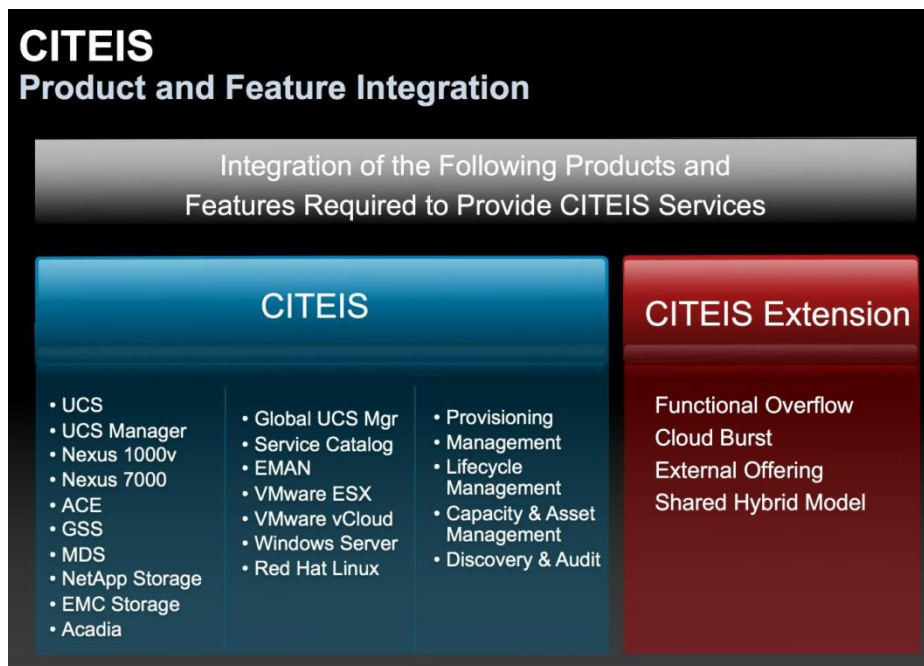 CITEIS
Product and Feature Integration
Integration of the Following Products and
Features Required to Provide CITEIS Services
CITEIS
• UCS
• UCS Manager
• Nexus 1000v
• Nexus 7000
• ACE
• GSS
• MDS
• NetApp Storage
• EMC Storage
• Acadia
• Global UCS Mgr
• Service Catalog
• EMAN
• VMware ESX
• VMware vCloud
• Windows Server
• Red Hat Linux
• Provisioning
• Management
• Lifecycle
Management
• Capacity & Asset
Management
• Discovery & Audit
CITEIS Extension
Functional Overflow
Cloud Burst
External Offering
Shared Hybrid Model